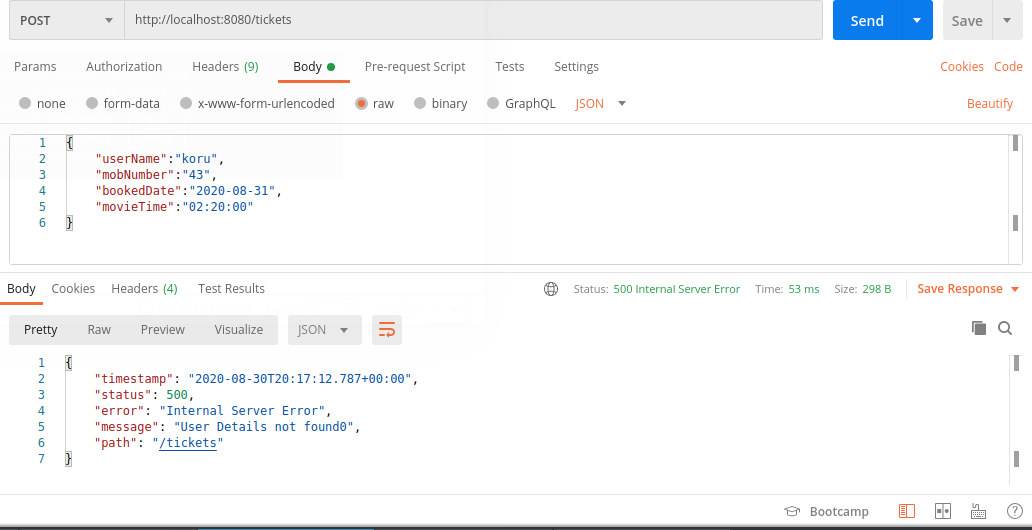 POST http://localhost:8080/tickets Send Save
Params Authorization Headers (9) Body Pre-request Script Tests Settings Cookies Code
none form-data x-www-form-urlencoded raw binary GraphQL JSON Beautify
1 {
2 "userName":"koru",
3 "mobNumber":"43",
4 "bookedDate":"2020-08-31",
5 "movieTime":"02:20:00"
6 }
Body Cookies Headers (4) Test Results Status: 500 Internal Server Error Time: 53 ms Size: 298 B Save Response
Pretty Raw Preview Visualize JSON
1 {
2 "timestamp": "2020-08-30T20:17:12.787+00:00",
3 "status": 500,
4 "error": "Internal Server Error",
5 "message": "User Details not found0",
6 "path": "/tickets"
7 }
Bootcamp